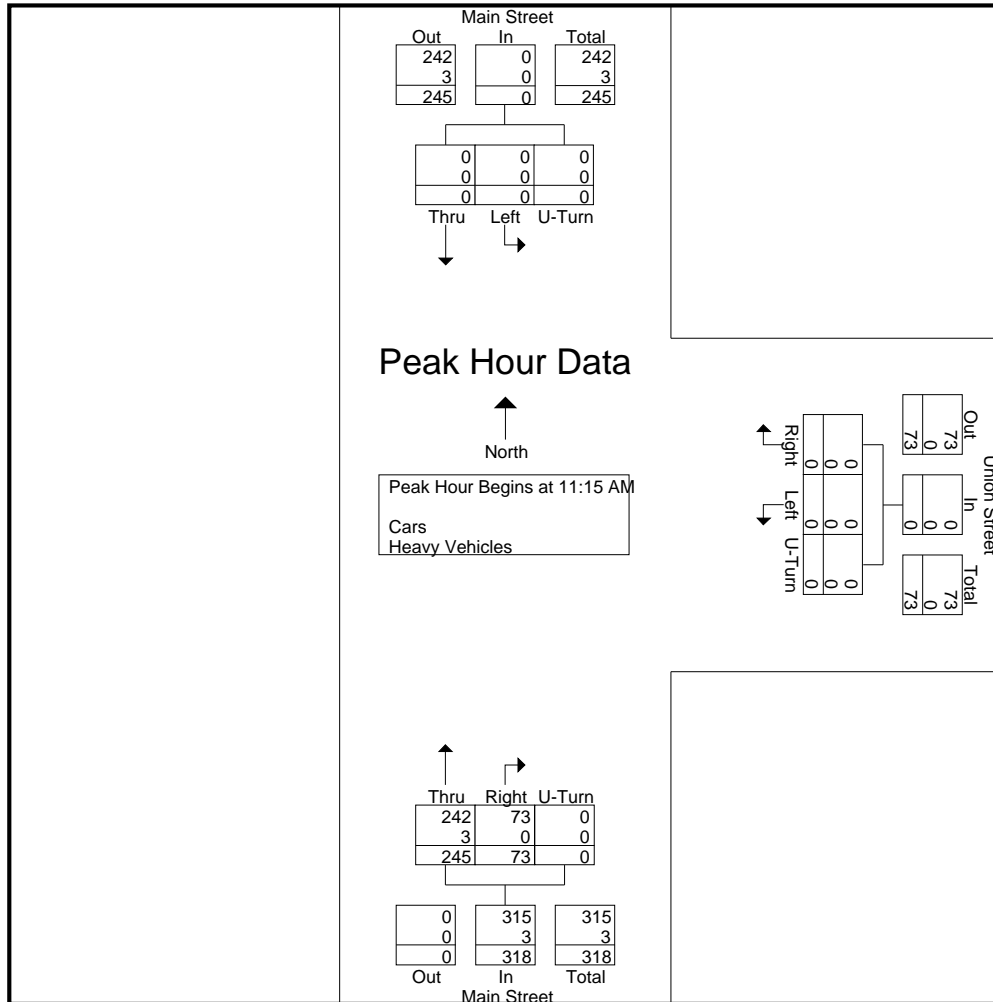 Main Street
Out In Total
242 0 242
3 0 3
245 0 245
0 0 0
0 0 0
0 0 0
Thru Left U-Turn
Peak Hour Data
North
Peak Hour Begins at 11:15 AM
Cars
Heavy Vehicles
Union Street
Out In Total
73 0 73
0 0 0
73 0 73
0 0 0
0 0 0
0 0 0
Right Left U-Turn
Thru Right U-Turn
242 73 0
3 0 0
245 73 0
0 315 315
0 3 3
0 318 318
Out In Total
Main Street